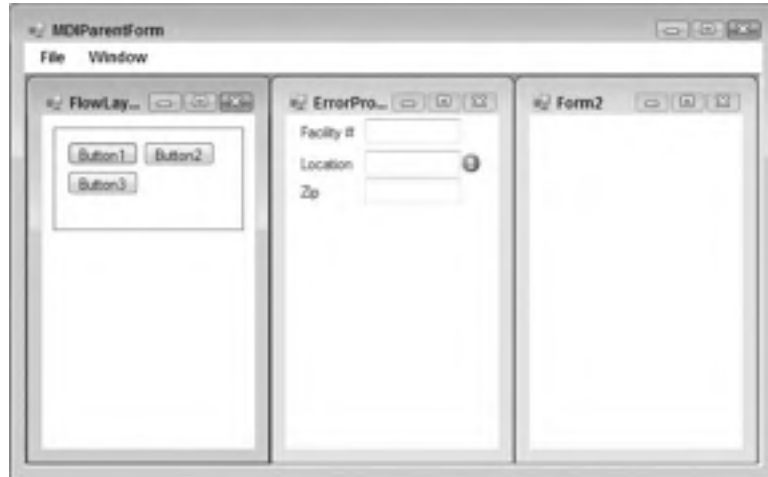 MDIParentForm
File Window
FlowLay...
Button1 Button2
Button3
ErrorPro...
Facility #
Location
Zip
Form2